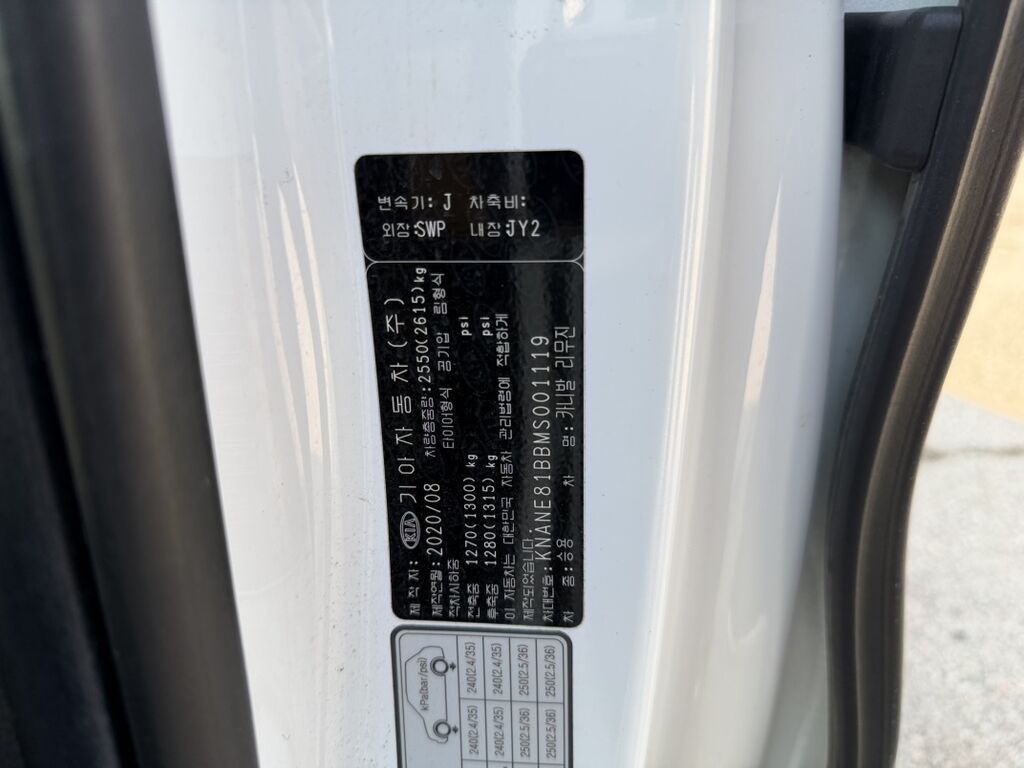 변속기: J 차축비:
외장:SWP 내장:JY2
제 작 자: KIA 기아자동차(주)
제작연월:2020/08 차량총중량:2550(2615)kg
적차시하중 타이어형식 공기압 림형식
전축중 1270(1300) kg psi
후축중 1280(1315) kg psi
이 자동차는 대한민국 자동차 관리법령에 적합하게
제작되었습니다.
차대번호: KNANE81BBMS001119
차 종:승용 차 명: 카니발 리무진
kPa(bar/psi)
240(2.4/35) 240(2.4/35)
240(2.4/35) 240(2.4/35)
250(2.5/36) 250(2.5/36)
250(2.5/36) 250(2.5/36)